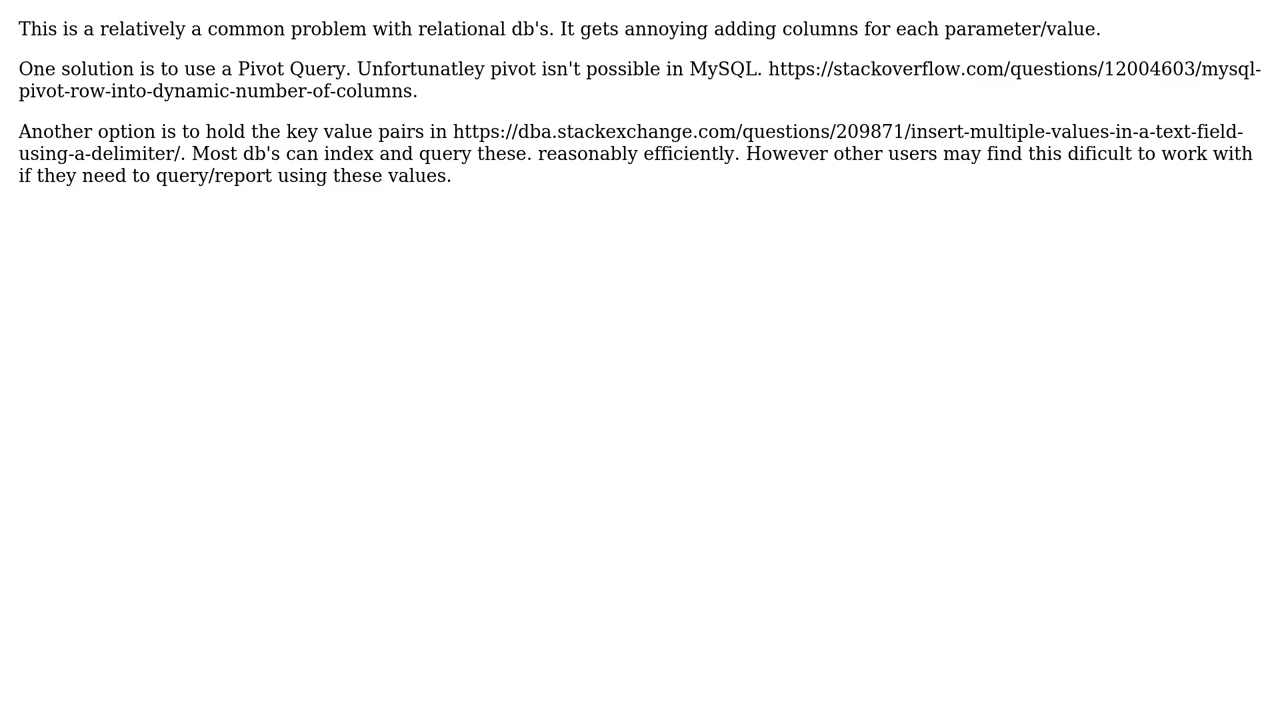 This is a relatively a common problem with relational db's. It gets annoying adding columns for each parameter/value.
One solution is to use a Pivot Query. Unfortunatley pivot isn't possible in MySQL. https://stackoverflow.com/questions/12004603/mysql-
pivot-row-into-dynamic-number-of-columns.
Another option is to hold the key value pairs in https://dba.stackexchange.com/questions/209871/insert-multiple-values-in-a-text-field-
using-a-delimiter/. Most db's can index and query these. reasonably efficiently. However other users may find this dificult to work with
if they need to query/report using these values.